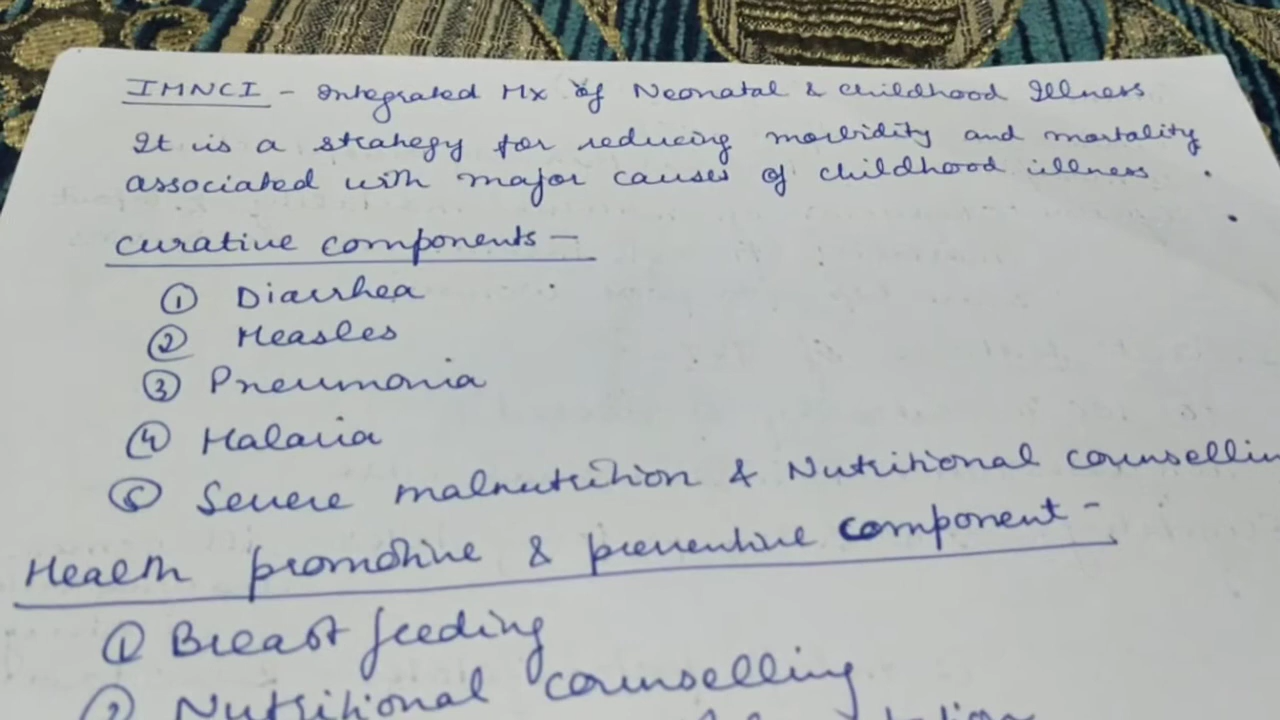 IMNCI - Integrated Mx of Neonatal & childhood Illness
It is a strategy for reducing morbidity and mortality
associated with major causes of childhood illness.
Curative components -
① Diarrhea
② Measles
③ Pneumonia
④ Malaria
⑤ Severe malnutrition & Nutritional counsellin
Health promotive & preventive component -
① Breast feeding
② Nutritional counselling